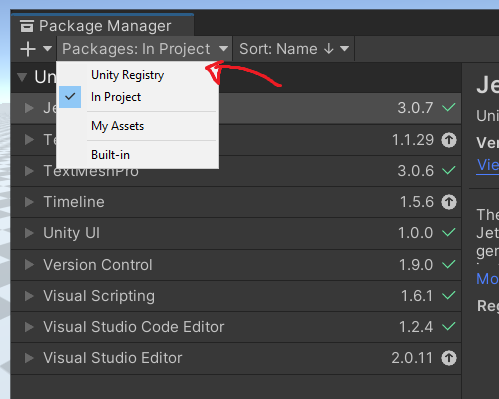 Package Manager
+ Packages: In Project Sort: Name ↓
Un
Unity Registry
In Project
My Assets
Built-in
Je
3.0.7
Te
1.1.29
TextMeshPro 3.0.6
Timeline 1.5.6
Unity UI 1.0.0
Version Control 1.9.0
Visual Scripting 1.6.1
Visual Studio Code Editor 1.2.4
Visual Studio Editor 2.0.11
Je
Uni
Ver
Vie
The
Jet
gen
Mo
Reg